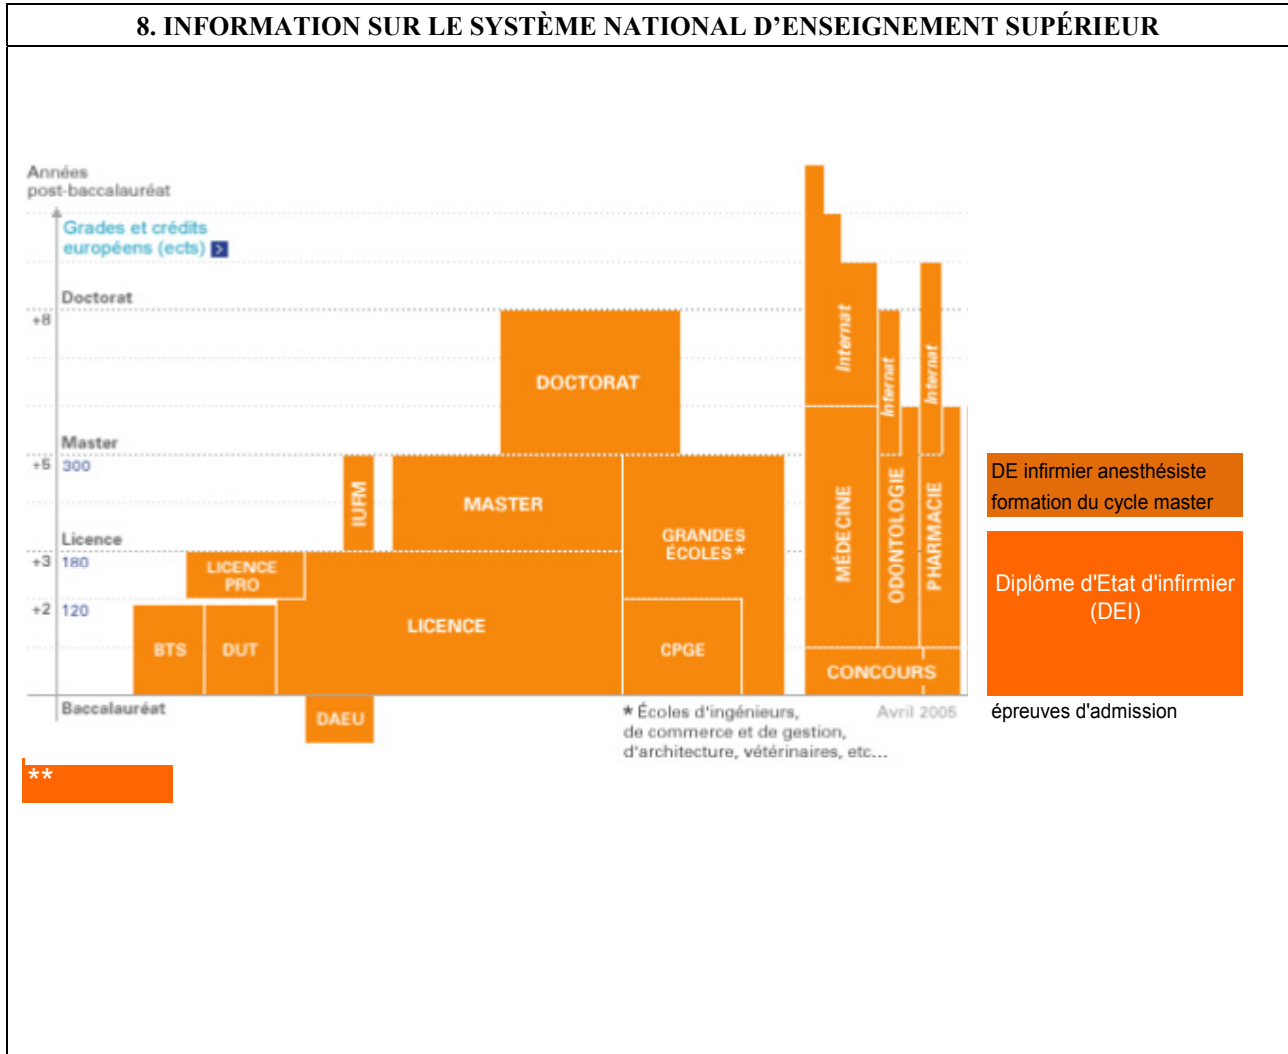 8. INFORMATION SUR LE SYSTÈME NATIONAL D’ENSEIGNEMENT SUPÉRIEUR
Années
post-baccalauréat
Grades et crédits
européens (ects)
Doctorat
+8
DOCTORAT
Internat
Internat
Internat
Master
+5 300
IUFM
MASTER
GRANDES
ÉCOLES*
MÉDECINE
ODONTOLOGIE
PHARMACIE
DE infirmier anesthésiste
formation du cycle master
Licence
+3 180
LICENCE
PRO
Diplôme d'Etat d'infirmier
(DEI)
+2 120
BTS
DUT
LICENCE
CPGE
CONCOURS
Baccalauréat
DAEU
* Écoles d'ingénieurs,
de commerce et de gestion,
d'architecture, vétérinaires, etc...
Avril 2005
épreuves d'admission
**